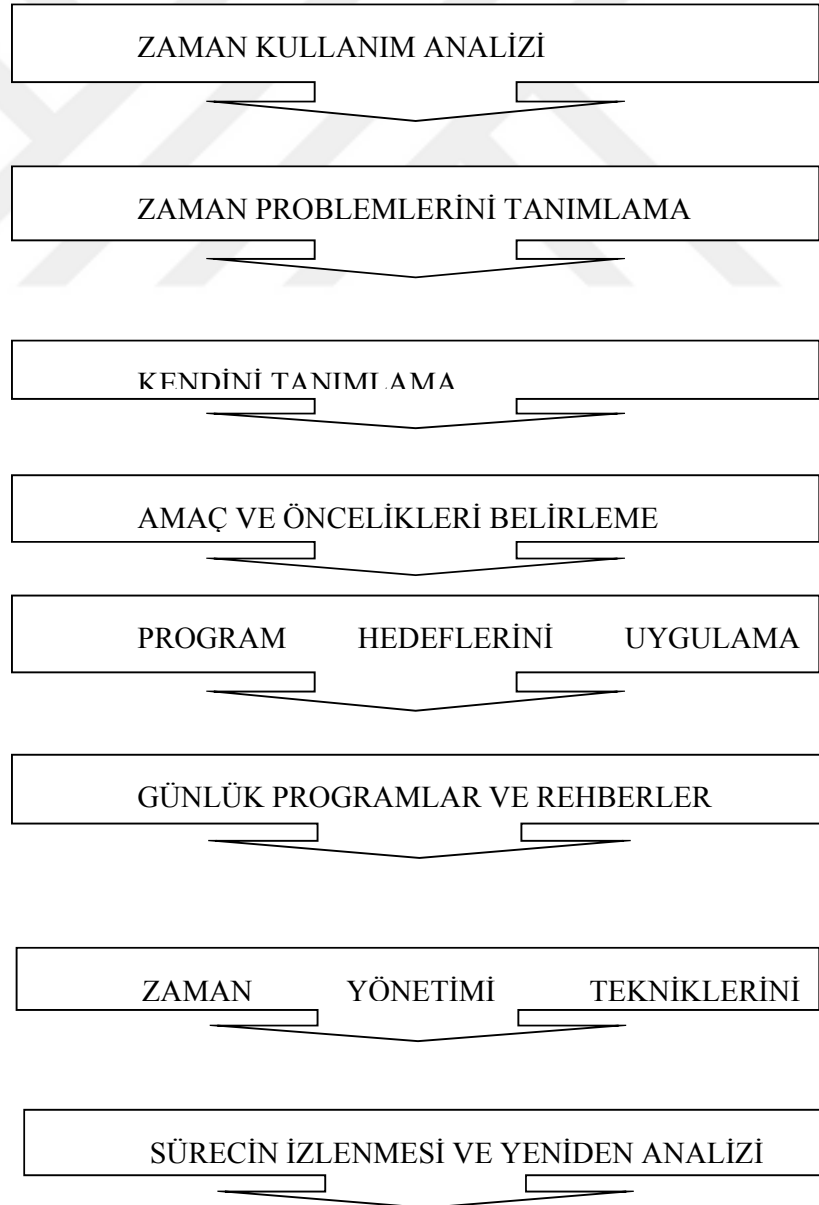 ZAMAN KULLANIM ANALİZİ
ZAMAN PROBLEMLERİNİ TANIMLAMA
KENDİNİ TANIMLAMA
AMAÇ VE ÖNCELİKLERİ BELİRLEME
PROGRAM HEDEFLERİNİ UYGULAMA
GÜNLÜK PROGRAMLAR VE REHBERLER
ZAMAN YÖNETİMİ TEKNİKLERİNİ
SÜRECİN İZLENMESİ VE YENİDEN ANALİZİ